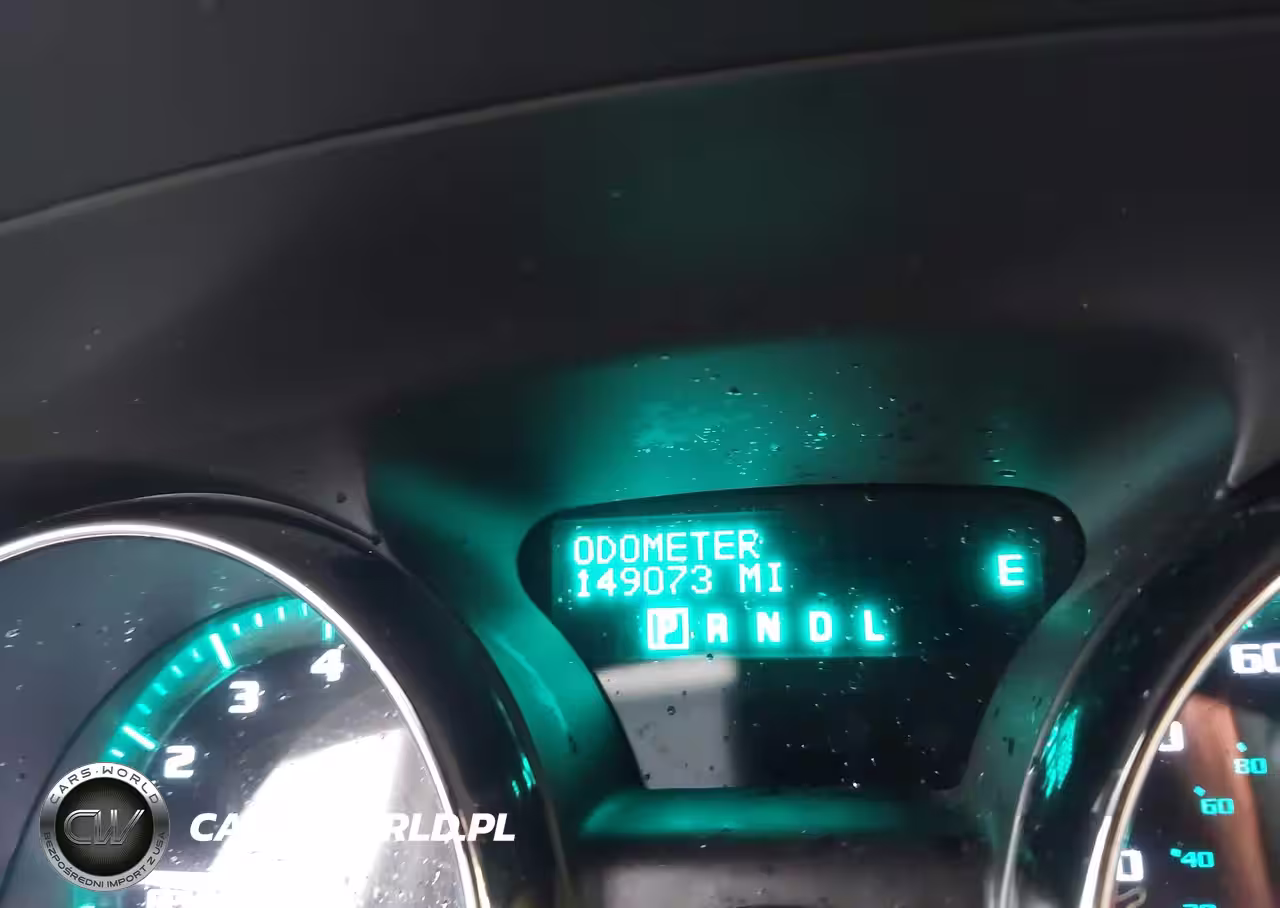 ODOMETER
149073 MI
P R N D L
E
4
3
2
60
80
60
40
CARS-WORLD
CW
BEZPOŚREDNI IMPORT Z USA